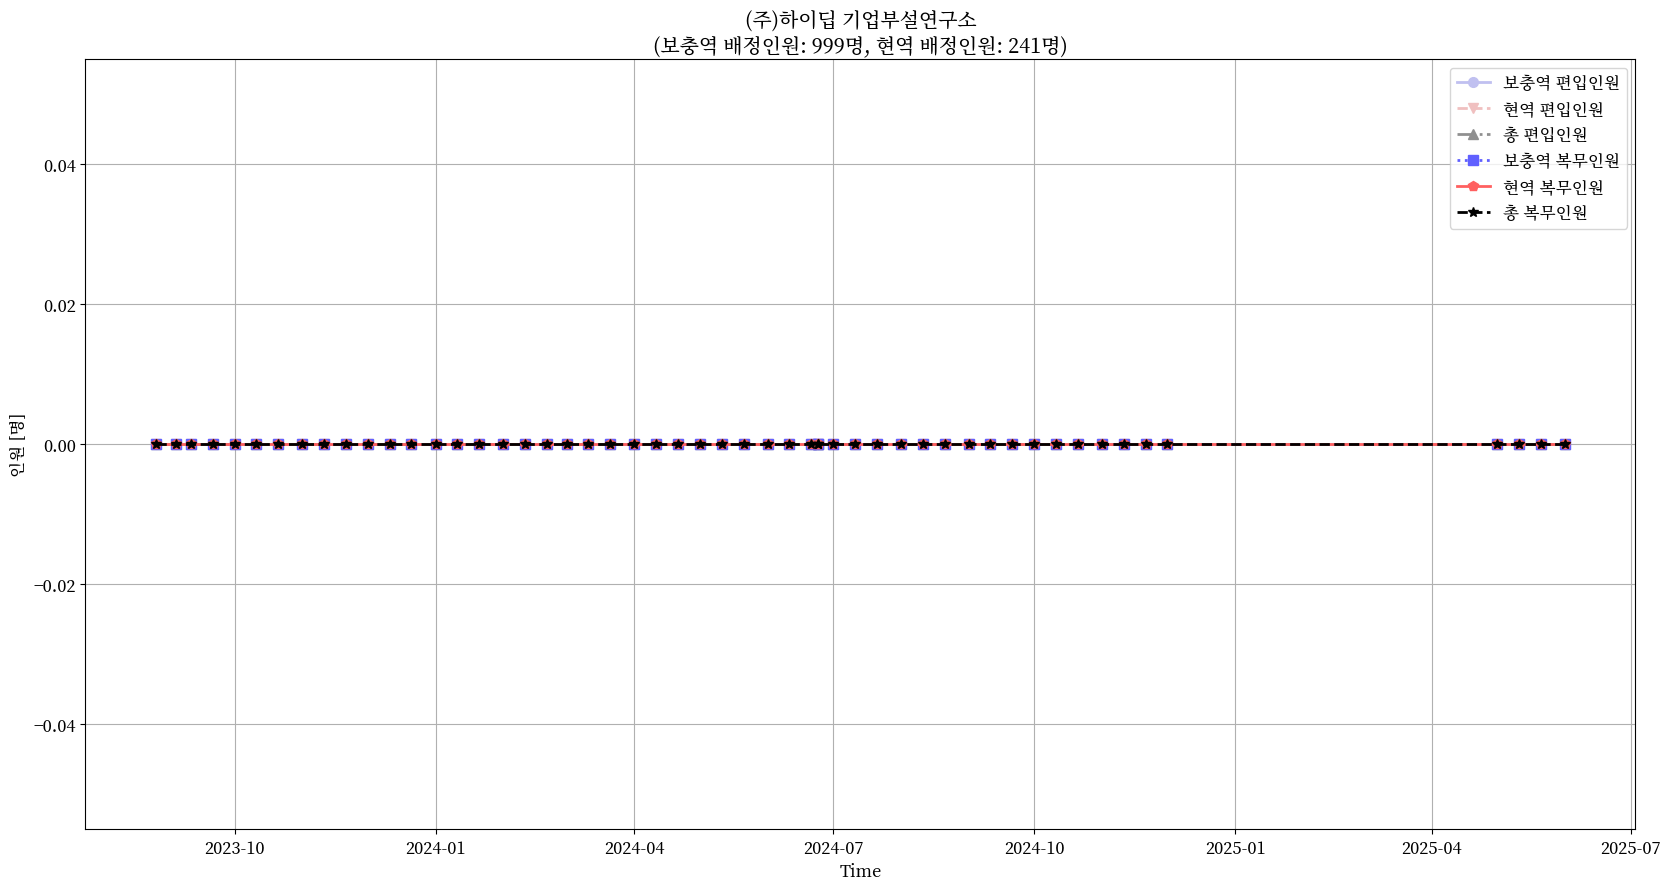 (주)하이딥 기업부설연구소
(보충역 배정인원: 999명, 현역 배정인원: 241명)
보충역 편입인원
현역 편입인원
총 편입인원
보충역 복무인원
현역 복무인원
총 복무인원
0.04
0.02
0.00
−0.02
−0.04
인원 [명]
2023-10
2024-01
2024-04
2024-07
2024-10
2025-01
2025-04
2025-07
Time